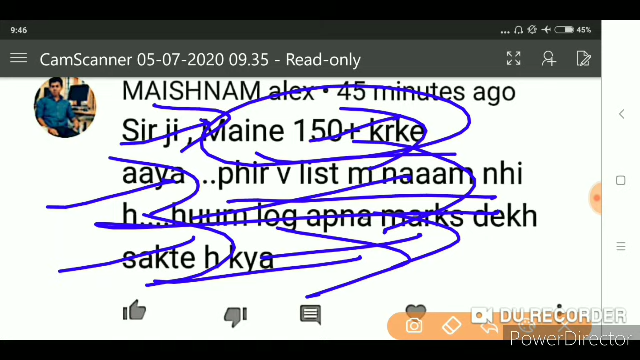 9:46
45%
CamScanner 05-07-2020 09.35 - Read-only
MAISHNAM alex • 45 minutes ago
Sir ji , Maine 150+ krke
aaya ...phir v list m naaam nhi
h....huum log apna marks dekh
sakte h kya
DU RECORDER
PowerDirector